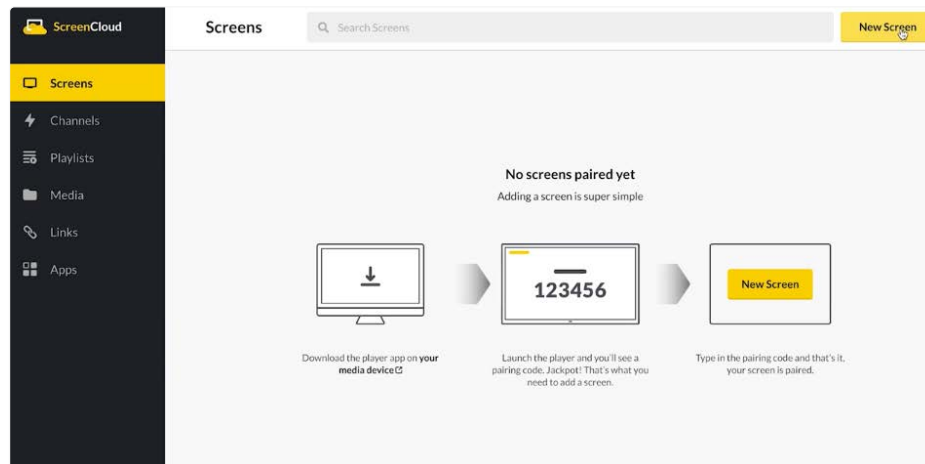 ScreenCloud
Screens
Search Screens
New Screen
Screens
Channels
Playlists
Media
Links
Apps
No screens paired yet
Adding a screen is super simple
123456
New Screen
Download the player app on your
media device
Launch the player and you'll see a
pairing code. Jackpot! That's what you
need to add a screen.
Type in the pairing code and that's it,
your screen is paired.